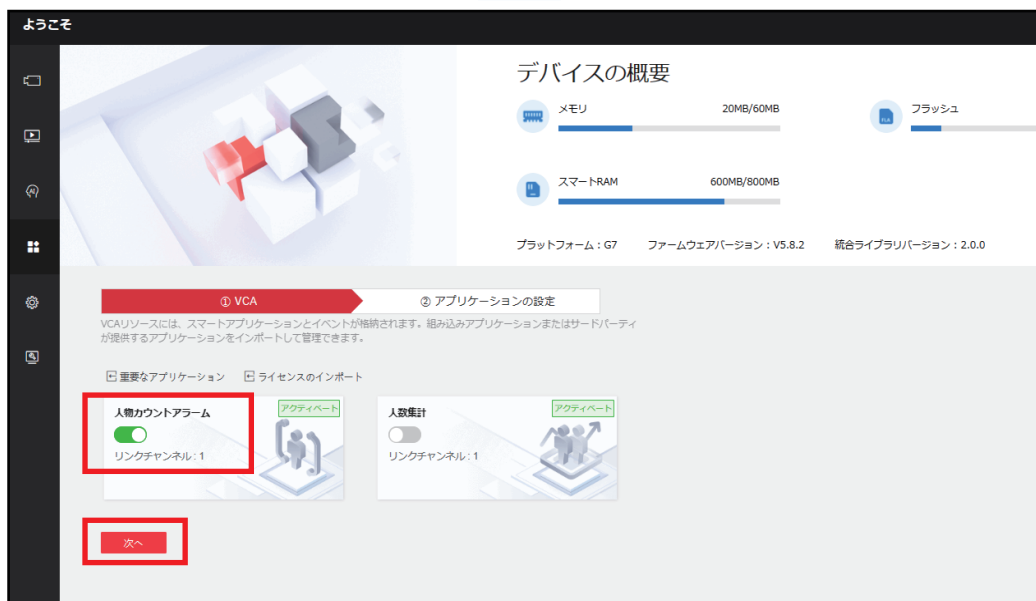 ようこそ
デバイスの概要
メモリ 20MB/60MB フラッシュ
スマートRAM 600MB/800MB
プラットフォーム：G7 ファームウェアバージョン：V5.8.2 統合ライブラリバージョン：2.0.0
① VCA ② アプリケーションの設定
VCAリソースには、スマートアプリケーションとイベントが格納されます。組み込みアプリケーションまたはサードパーティ
が提供するアプリケーションをインポートして管理できます。
重要なアプリケーション ライセンスのインポート
人物カウントアラーム アクティベート 人数集計 アクティベート
リンクチャンネル：1 リンクチャンネル：1
次へ